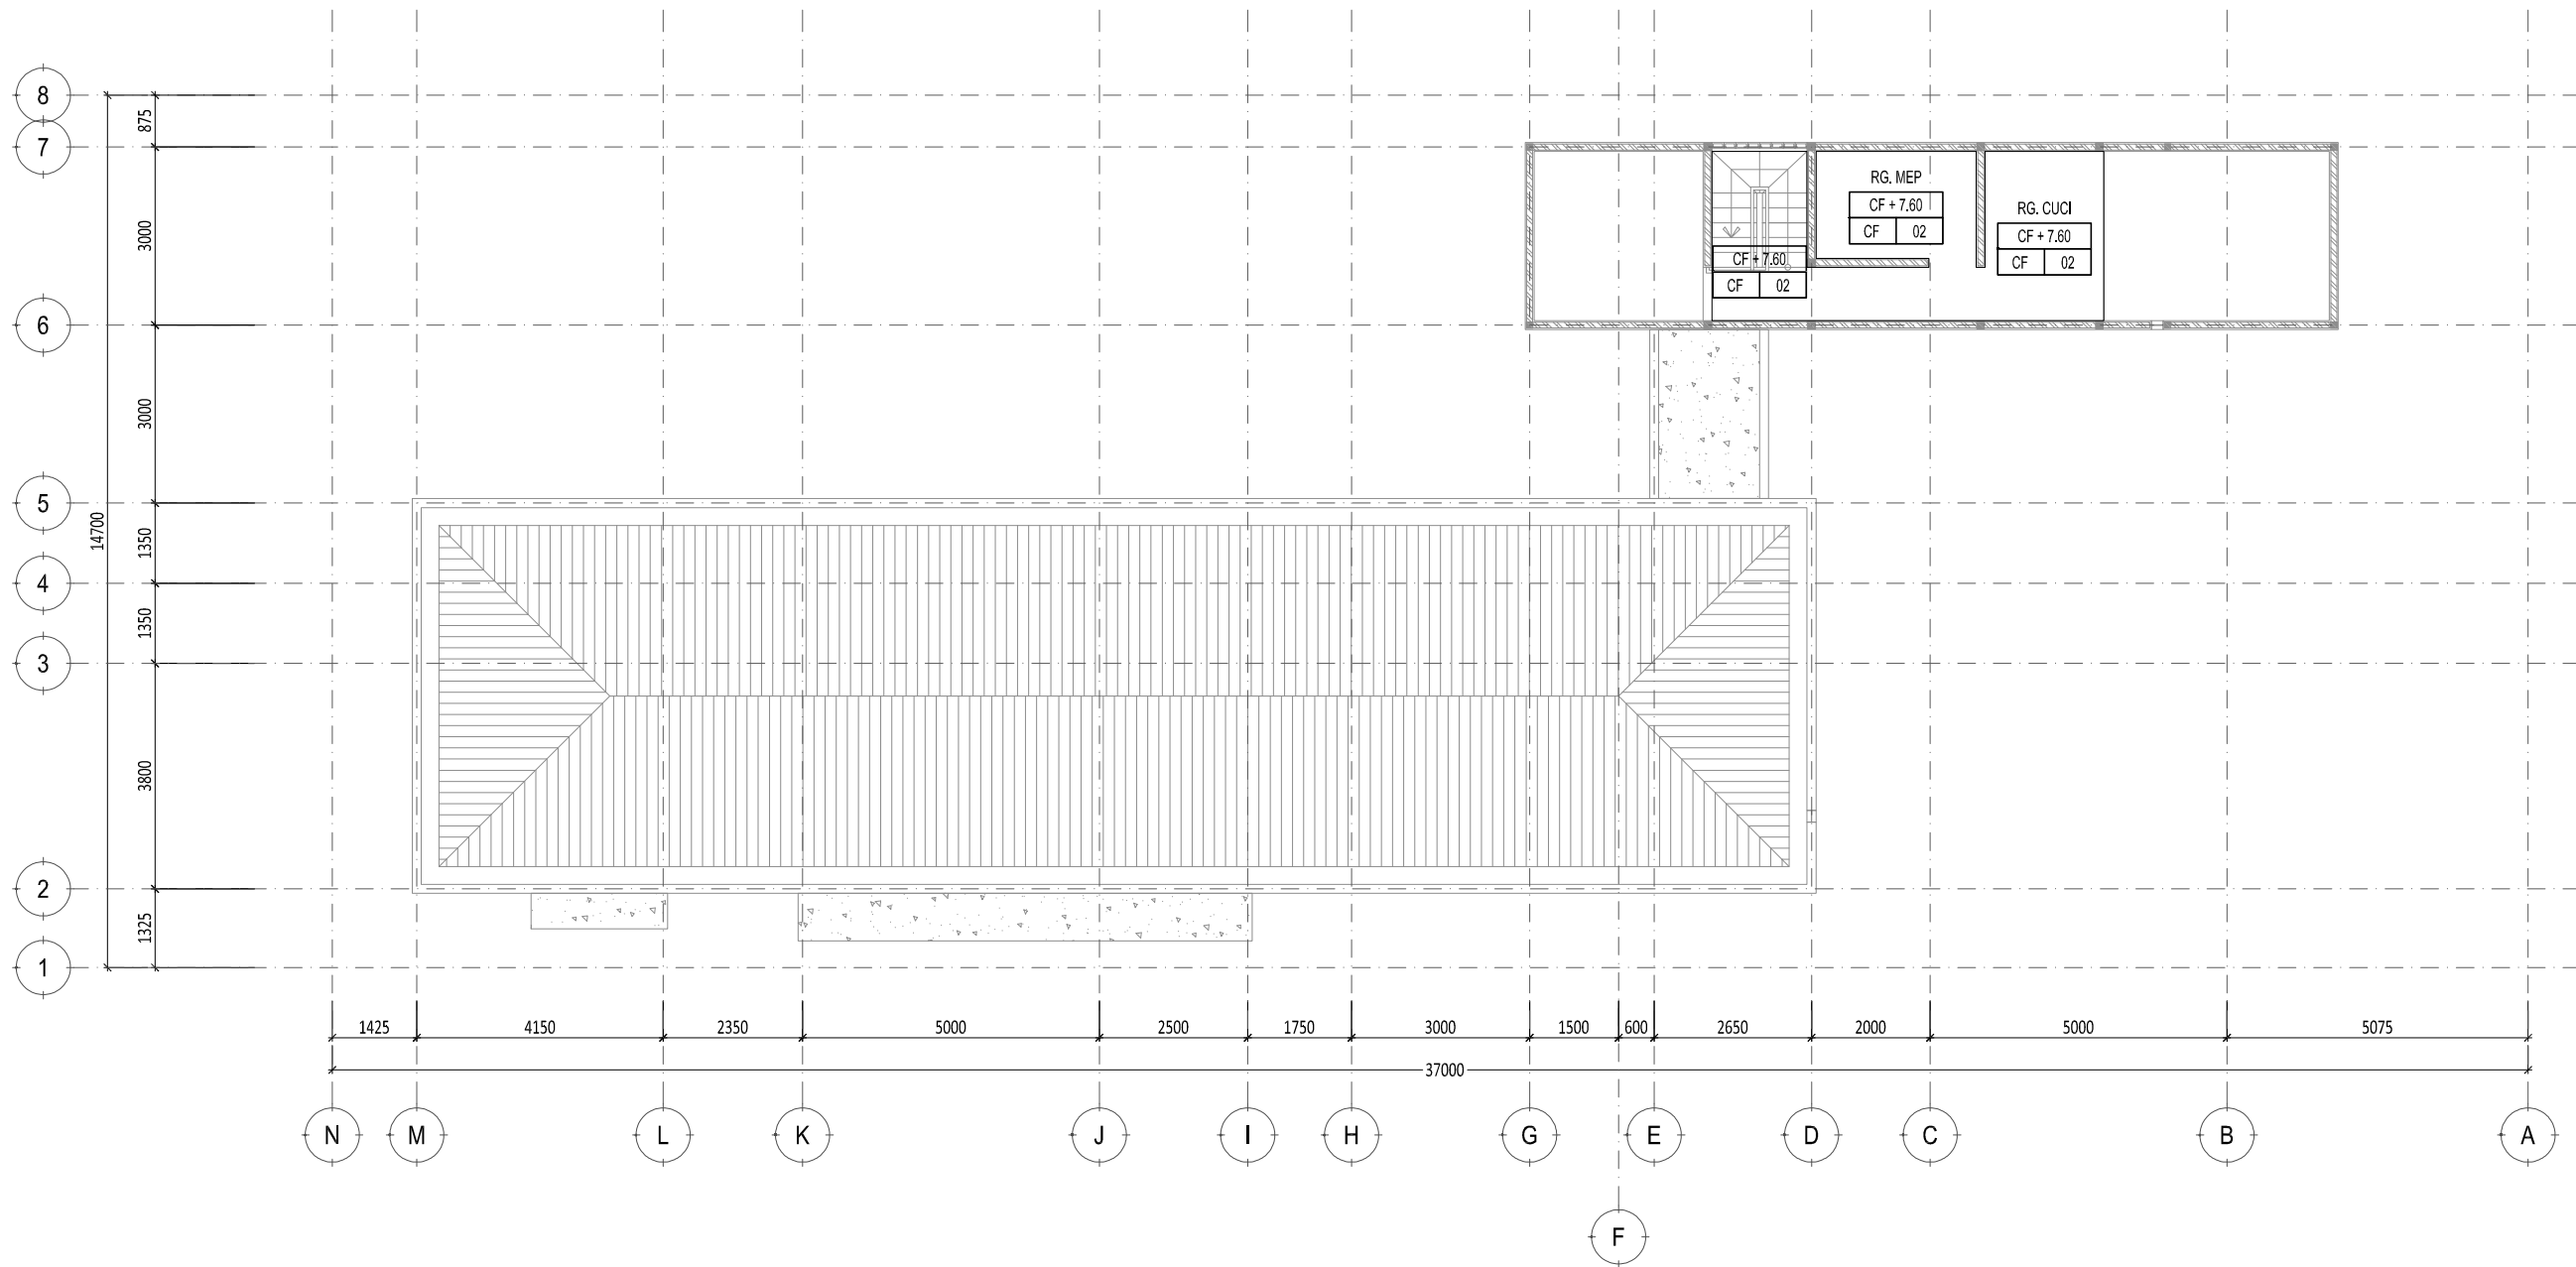 8
875
7
RG. MEP
CF + 7.60
CF 02
RG. CUCI
CF + 7.60
CF 02
3000
CF + 7.60
CF 02
6
3000
5
14700
1350
4
1350
3
3800
2
1325
1
1425 4150 2350 5000 2500 1750 3000 1500 600 2650 2000 5000 5075
37000
N M L K J I H G E D C B A
F